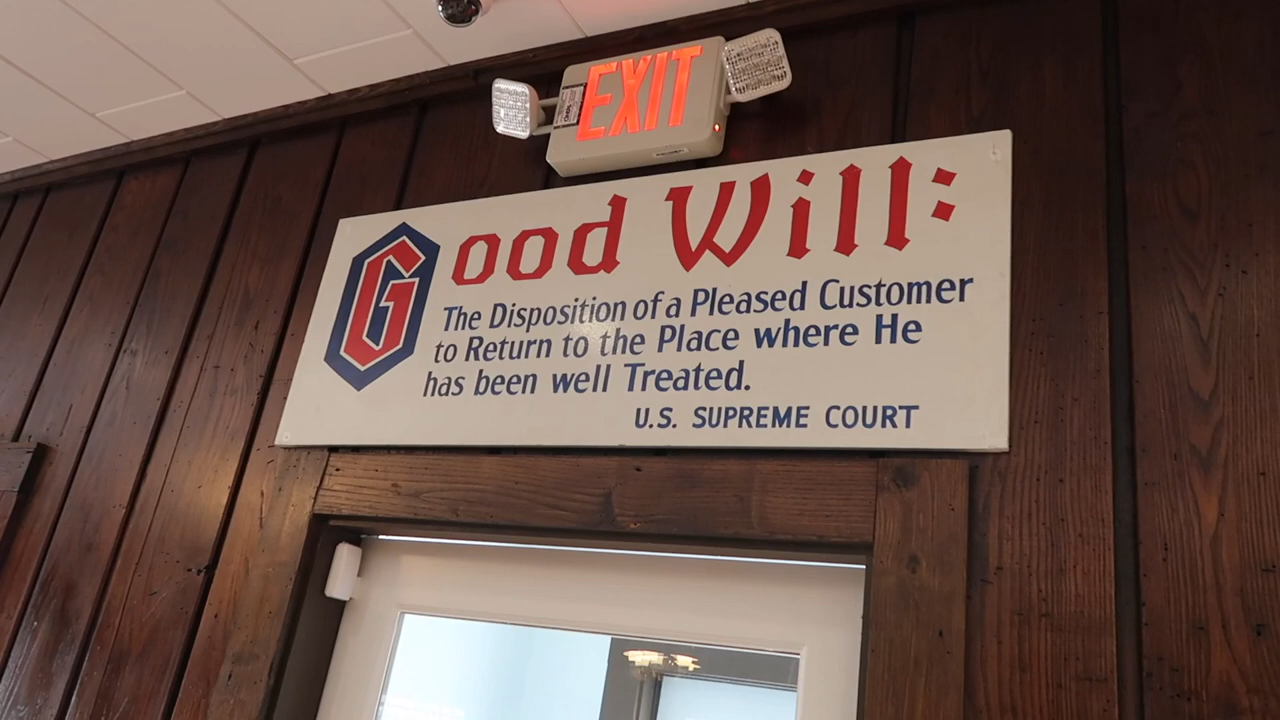 EXIT
Good Will:
The Disposition of a Pleased Customer
to Return to the Place where He
has been well Treated.
U.S. SUPREME COURT